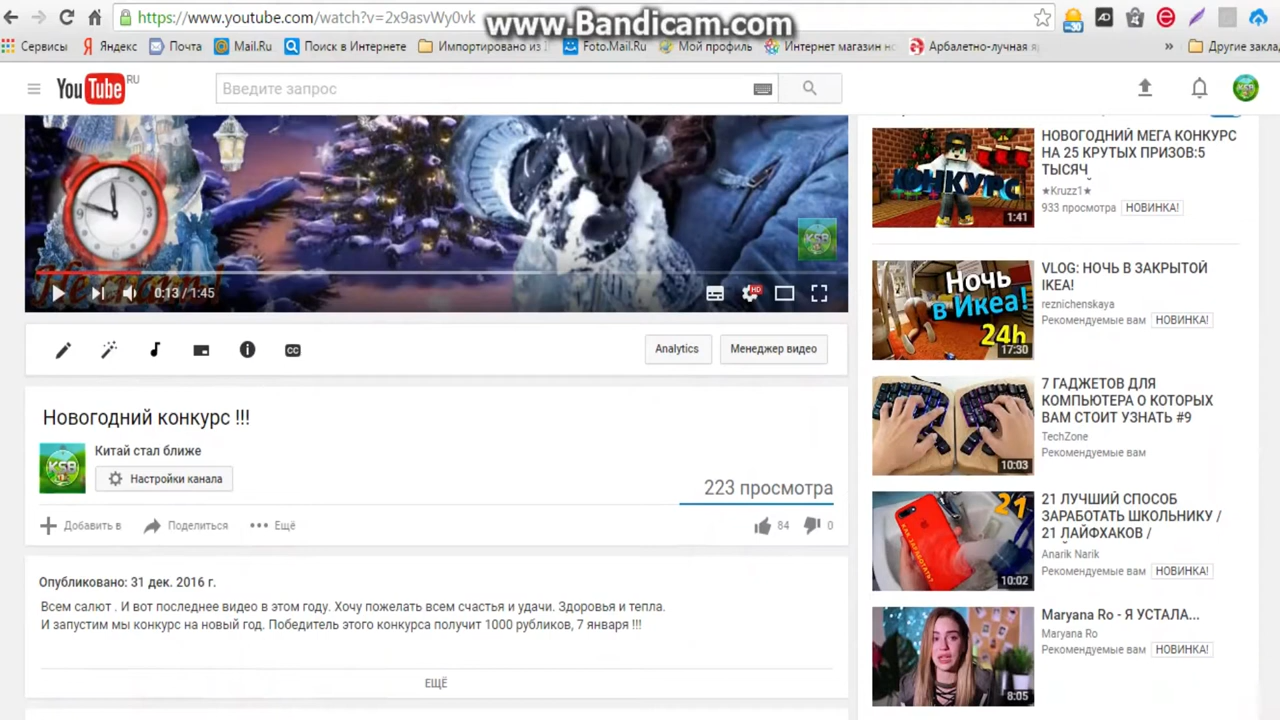 https://www.youtube.com/watch?v=2x9asvWy0vk
www.Bandicam.com
Сервисы
Яндекс
Почта
Mail.Ru
Поиск в Интернете
Импортировано из
Foto.Mail.Ru
Мой профиль
Интернет магазин
Арбалетно-лучная
Другие
YouTube RU
Введите запрос
0:13 / 1:45
HD
KSB
Analytics
Менеджер видео
Новогодний конкурс !!!
Китай стал ближе
Настройки канала
223 просмотра
Добавить в
Поделиться
Ещё
84
0
Опубликовано: 31 дек. 2016 г.
Всем салют . И вот последнее видео в этом году. Хочу пожелать всем счастья и удачи. Здоровья и тепла.
И запустим мы конкурс на новый год. Победитель этого конкурса получит 1000 рубликов, 7 января !!!
ЕЩЁ
КОНКУРС
1:41
НОВОГОДНИЙ МЕГА КОНКУРС
НА 25 КРУТЫХ ПРИЗОВ:5
ТЫСЯЧ
★Kruzz1★
933 просмотра НОВИНКА!
Ночь
в Икеа!
24h
17:30
VLOG: НОЧЬ В ЗАКРЫТОЙ
IKEA!
reznichenskaya
Рекомендуемые вам НОВИНКА!
10:03
7 ГАДЖЕТОВ ДЛЯ
КОМПЬЮТЕРА О КОТОРЫХ
ВАМ СТОИТ УЗНАТЬ #9
TechZone
Рекомендуемые вам
21
КАК ЗАРАБОТАТЬ?
10:02
21 ЛУЧШИЙ СПОСОБ
ЗАРАБОТАТЬ ШКОЛЬНИКУ /
21 ЛАЙФХАКОВ /
Anarik Narik
Рекомендуемые вам НОВИНКА!
8:05
Maryana Ro - Я УСТАЛА...
Maryana Ro
Рекомендуемые вам НОВИНКА!